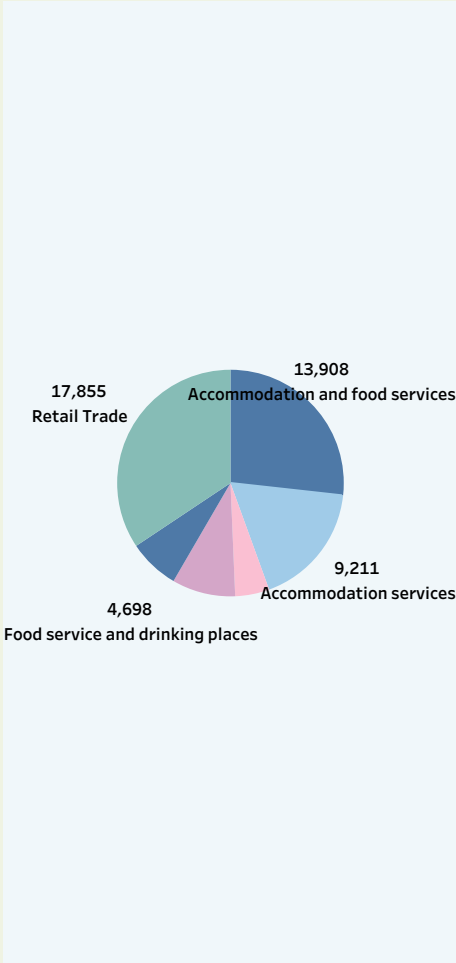 13,908
Accommodation and food services
17,855
Retail Trade
9,211
Accommodation services
4,698
Food service and drinking places